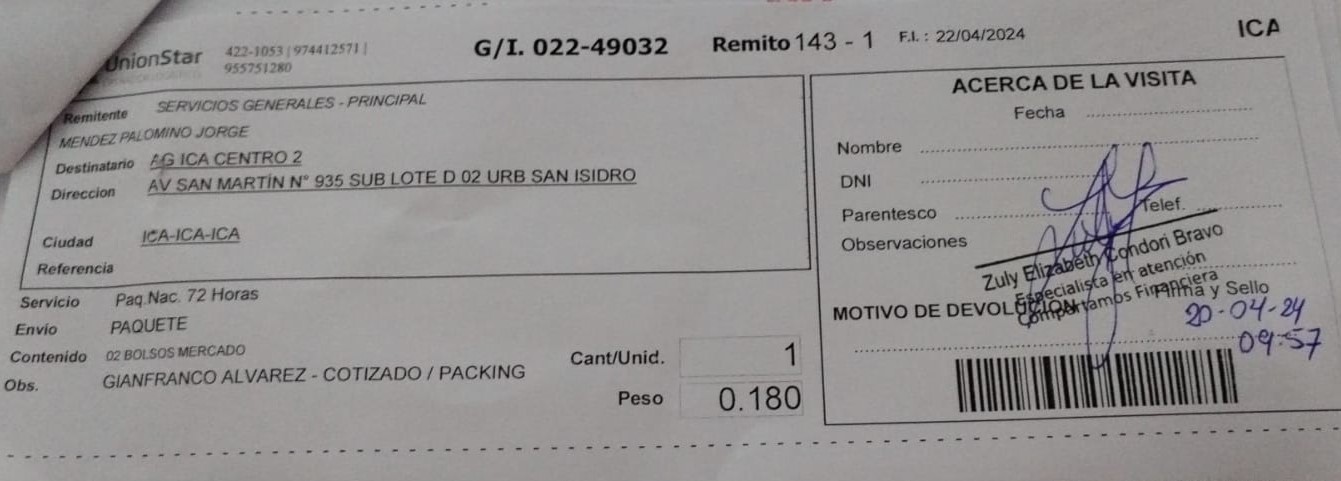 UnionStar 422-1053 | 974412571 |
955751280
G/I. 022-49032 Remito 143 - 1 F.I. : 22/04/2024 ICA
Remitente SERVICIOS GENERALES - PRINCIPAL
MENDEZ PALOMINO JORGE
Destinatario AG ICA CENTRO 2
Direccion AV SAN MARTIN N° 935 SUB LOTE D 02 URB SAN ISIDRO
Ciudad ICA-ICA-ICA
Referencia
Servicio Paq.Nac. 72 Horas
Envio PAQUETE
Contenido 02 BOLSOS MERCADO
Obs. GIANFRANCO ALVAREZ - COTIZADO / PACKING
Cant/Unid. 1
Peso 0.180
ACERCA DE LA VISITA
Fecha
Nombre
DNI
Parentesco Telef.
Observaciones
Zuly Elizabeth Condori Bravo
Especialista en atención
Compartamos Financiera
Firma y Sello
MOTIVO DE DEVOLUCION
20-04-24
09:57